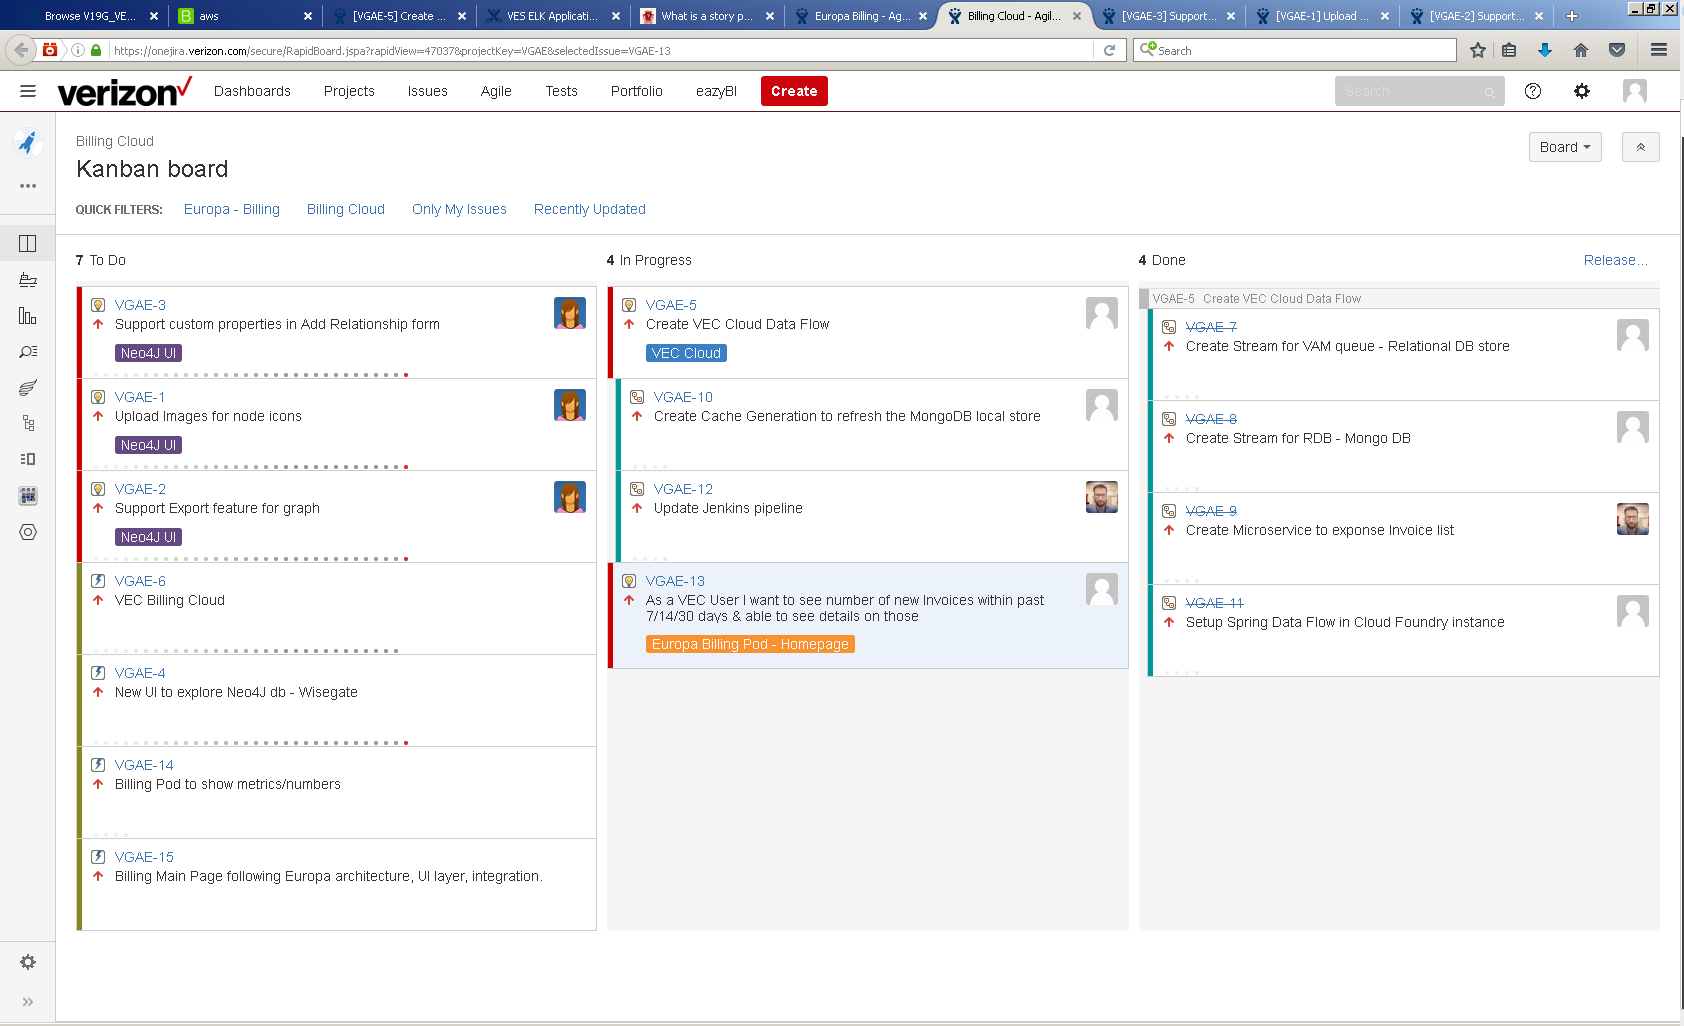 Browse V19G_VE...
aws
[VGAE-5] Create ...
VES ELK Applicati...
What is a story p...
Europa Billing - Ag...
Billing Cloud - Agil...
[VGAE-3] Support...
[VGAE-1] Upload ...
[VGAE-2] Support...
https://onejira.verizon.com/secure/RapidBoard.jspa?rapidView=47037&projectKey=VGAE&selectedIssue=VGAE-13
Search
verizon
Dashboards
Projects
Issues
Agile
Tests
Portfolio
eazyBI
Create
Search
Billing Cloud
Kanban board
Board
QUICK FILTERS:
Europa - Billing
Billing Cloud
Only My Issues
Recently Updated
7 To Do
VGAE-3
Support custom properties in Add Relationship form
Neo4J UI
VGAE-1
Upload Images for node icons
Neo4J UI
VGAE-2
Support Export feature for graph
Neo4J UI
VGAE-6
VEC Billing Cloud
VGAE-4
New UI to explore Neo4J db - Wisegate
VGAE-14
Billing Pod to show metrics/numbers
VGAE-15
Billing Main Page following Europa architecture, UI layer, integration.
4 In Progress
VGAE-5
Create VEC Cloud Data Flow
VEC Cloud
VGAE-10
Create Cache Generation to refresh the MongoDB local store
VGAE-12
Update Jenkins pipeline
VGAE-13
As a VEC User I want to see number of new Invoices within past
7/14/30 days & able to see details on those
Europa Billing Pod - Homepage
4 Done
Release...
VGAE-5 Create VEC Cloud Data Flow
VGAE-7
Create Stream for VAM queue - Relational DB store
VGAE-8
Create Stream for RDB - Mongo DB
VGAE-9
Create Microservice to exponse Invoice list
VGAE-11
Setup Spring Data Flow in Cloud Foundry instance